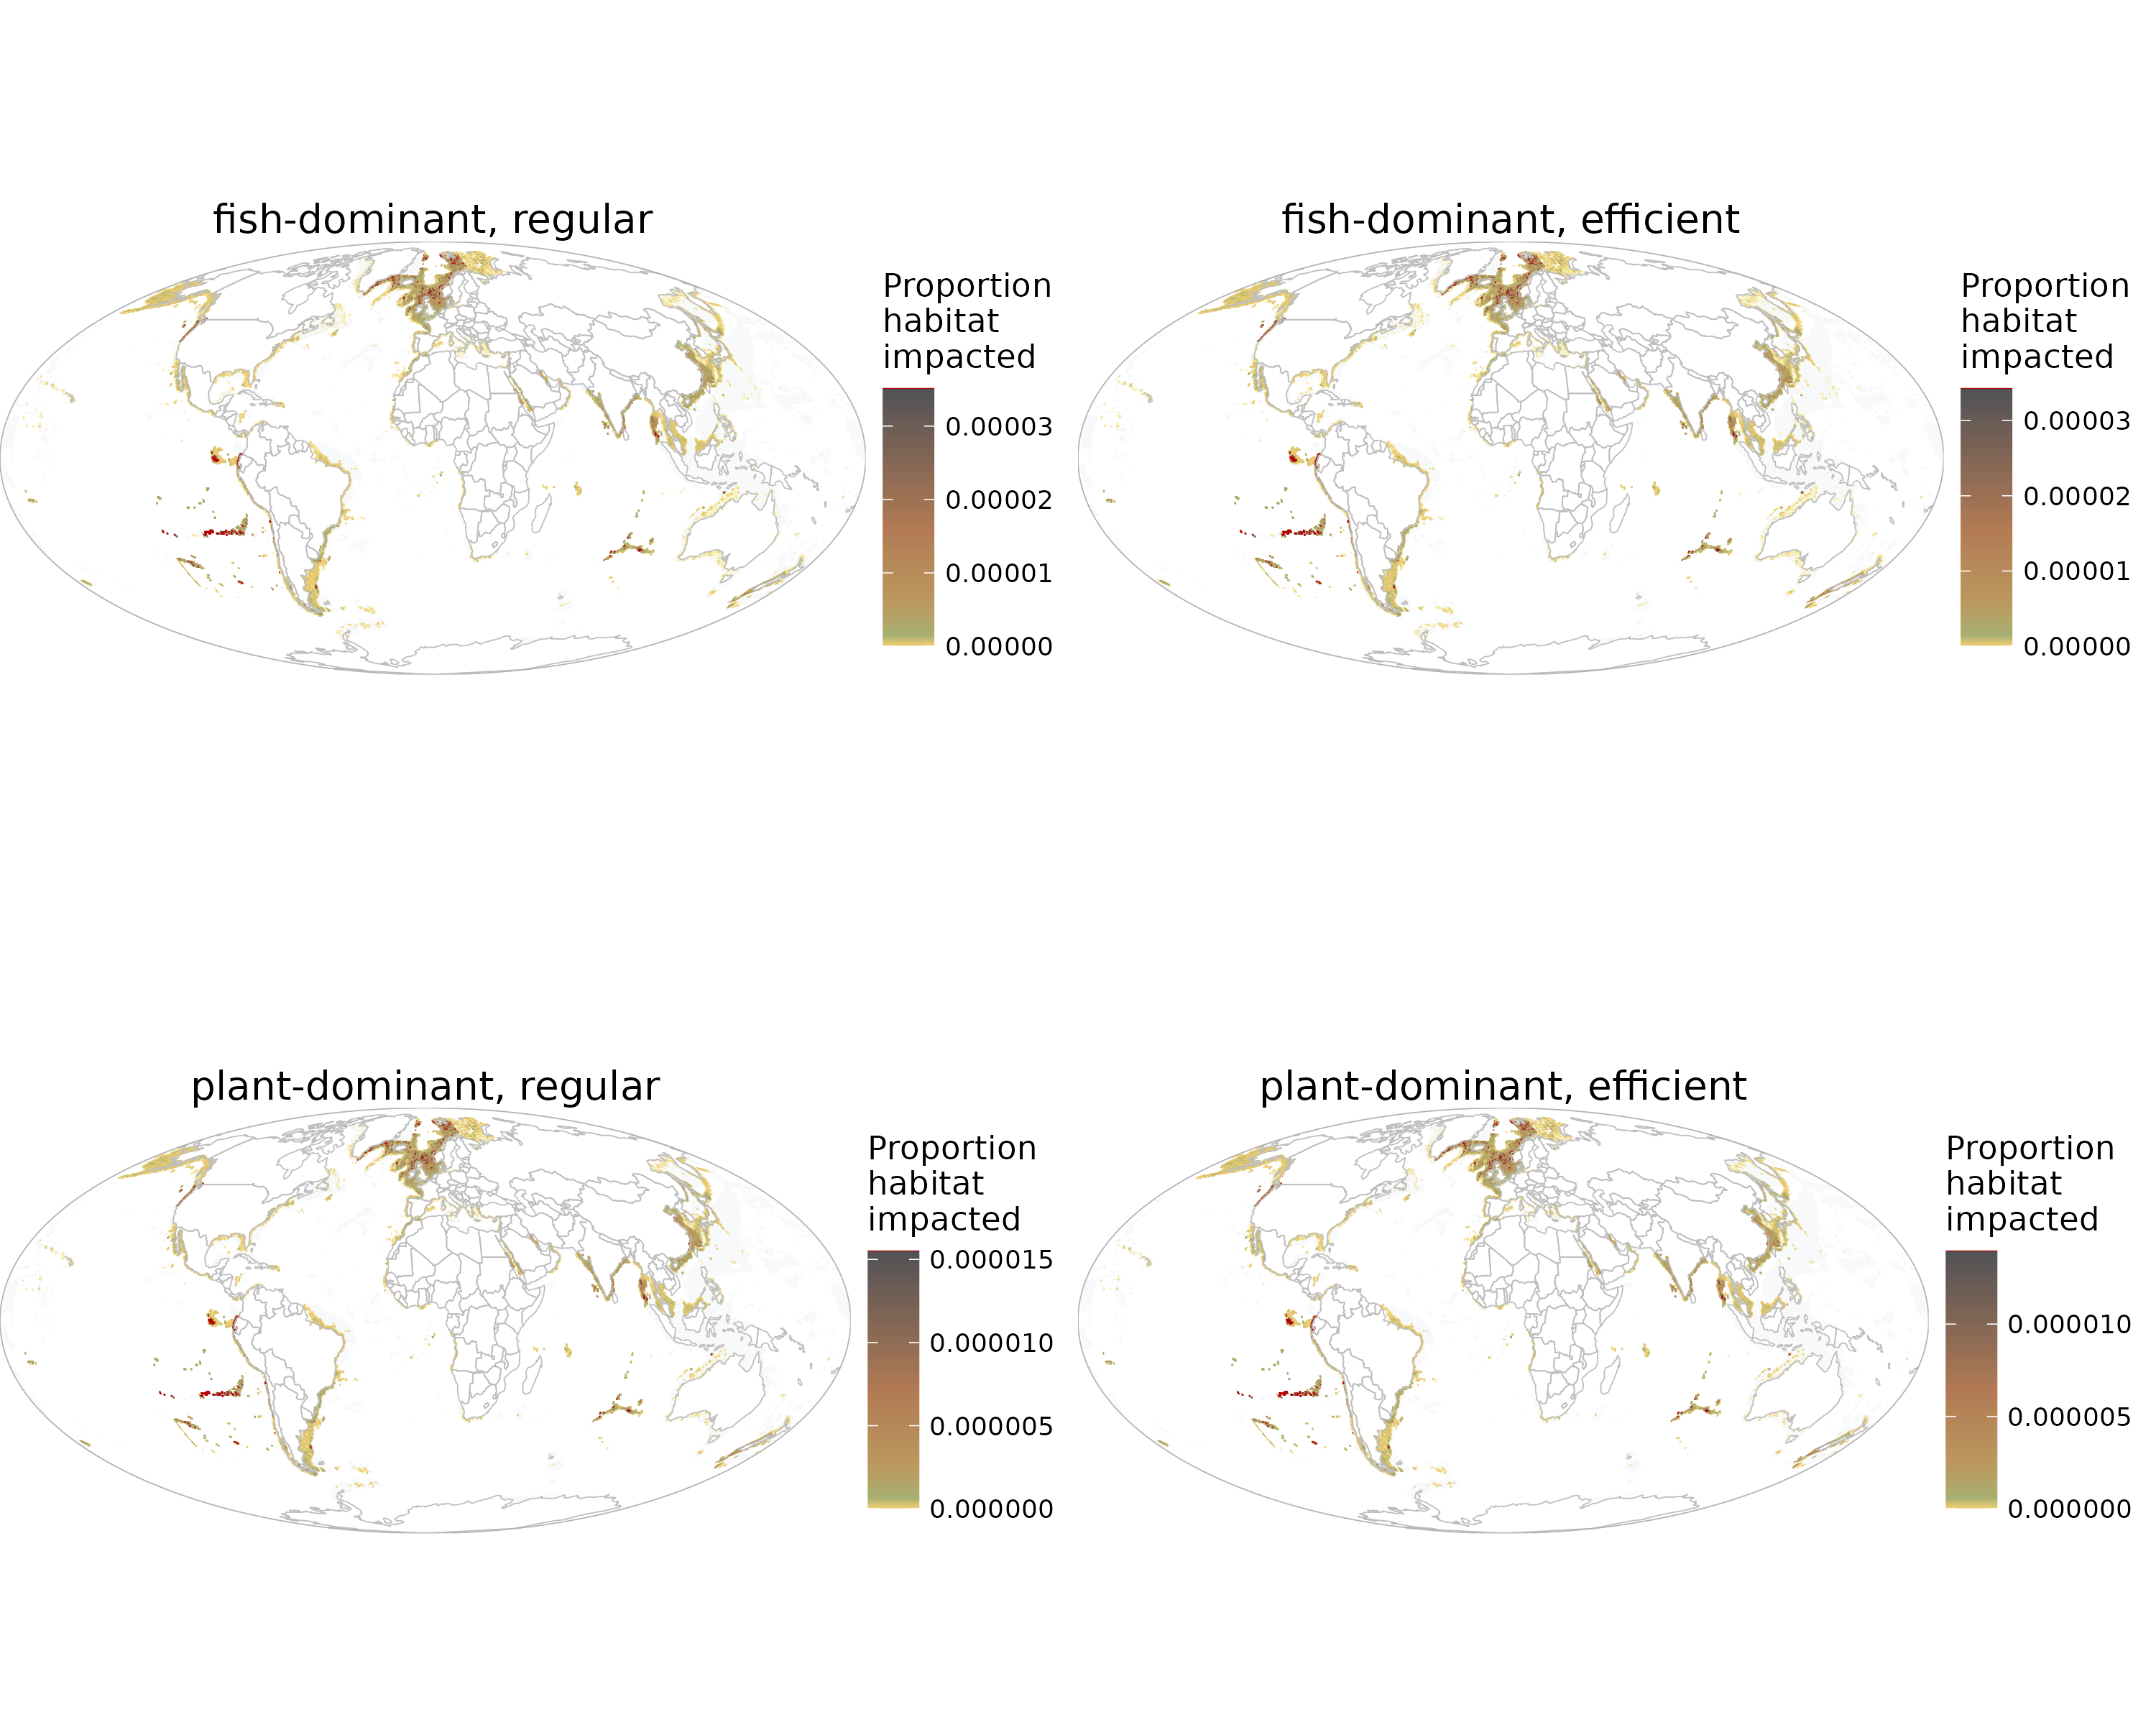 fish-dominant, regular
Proportion
habitat
impacted
0.00003
0.00002
0.00001
0.00000
fish-dominant, efficient
Proportion
habitat
impacted
0.00003
0.00002
0.00001
0.00000
plant-dominant, regular
Proportion
habitat
impacted
0.000015
0.000010
0.000005
0.000000
plant-dominant, efficient
Proportion
habitat
impacted
0.000010
0.000005
0.000000